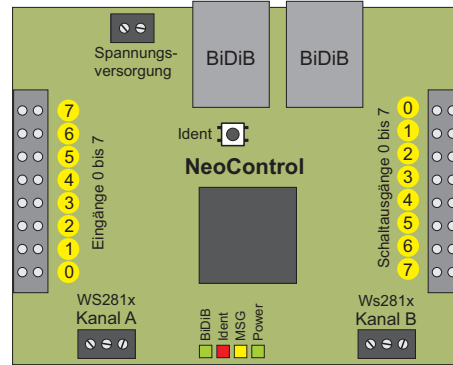 Spannungs-
versorgung
BiDiB
BiDiB
Ident
NeoControl
7
6
5
4
3
2
1
0
Eingänge 0 bis 7
Schaltausgänge 0 bis 7
0
1
2
3
4
5
6
7
WS281x
Kanal A
BiDiB
Ident
MSG
Power
Ws281x
Kanal B